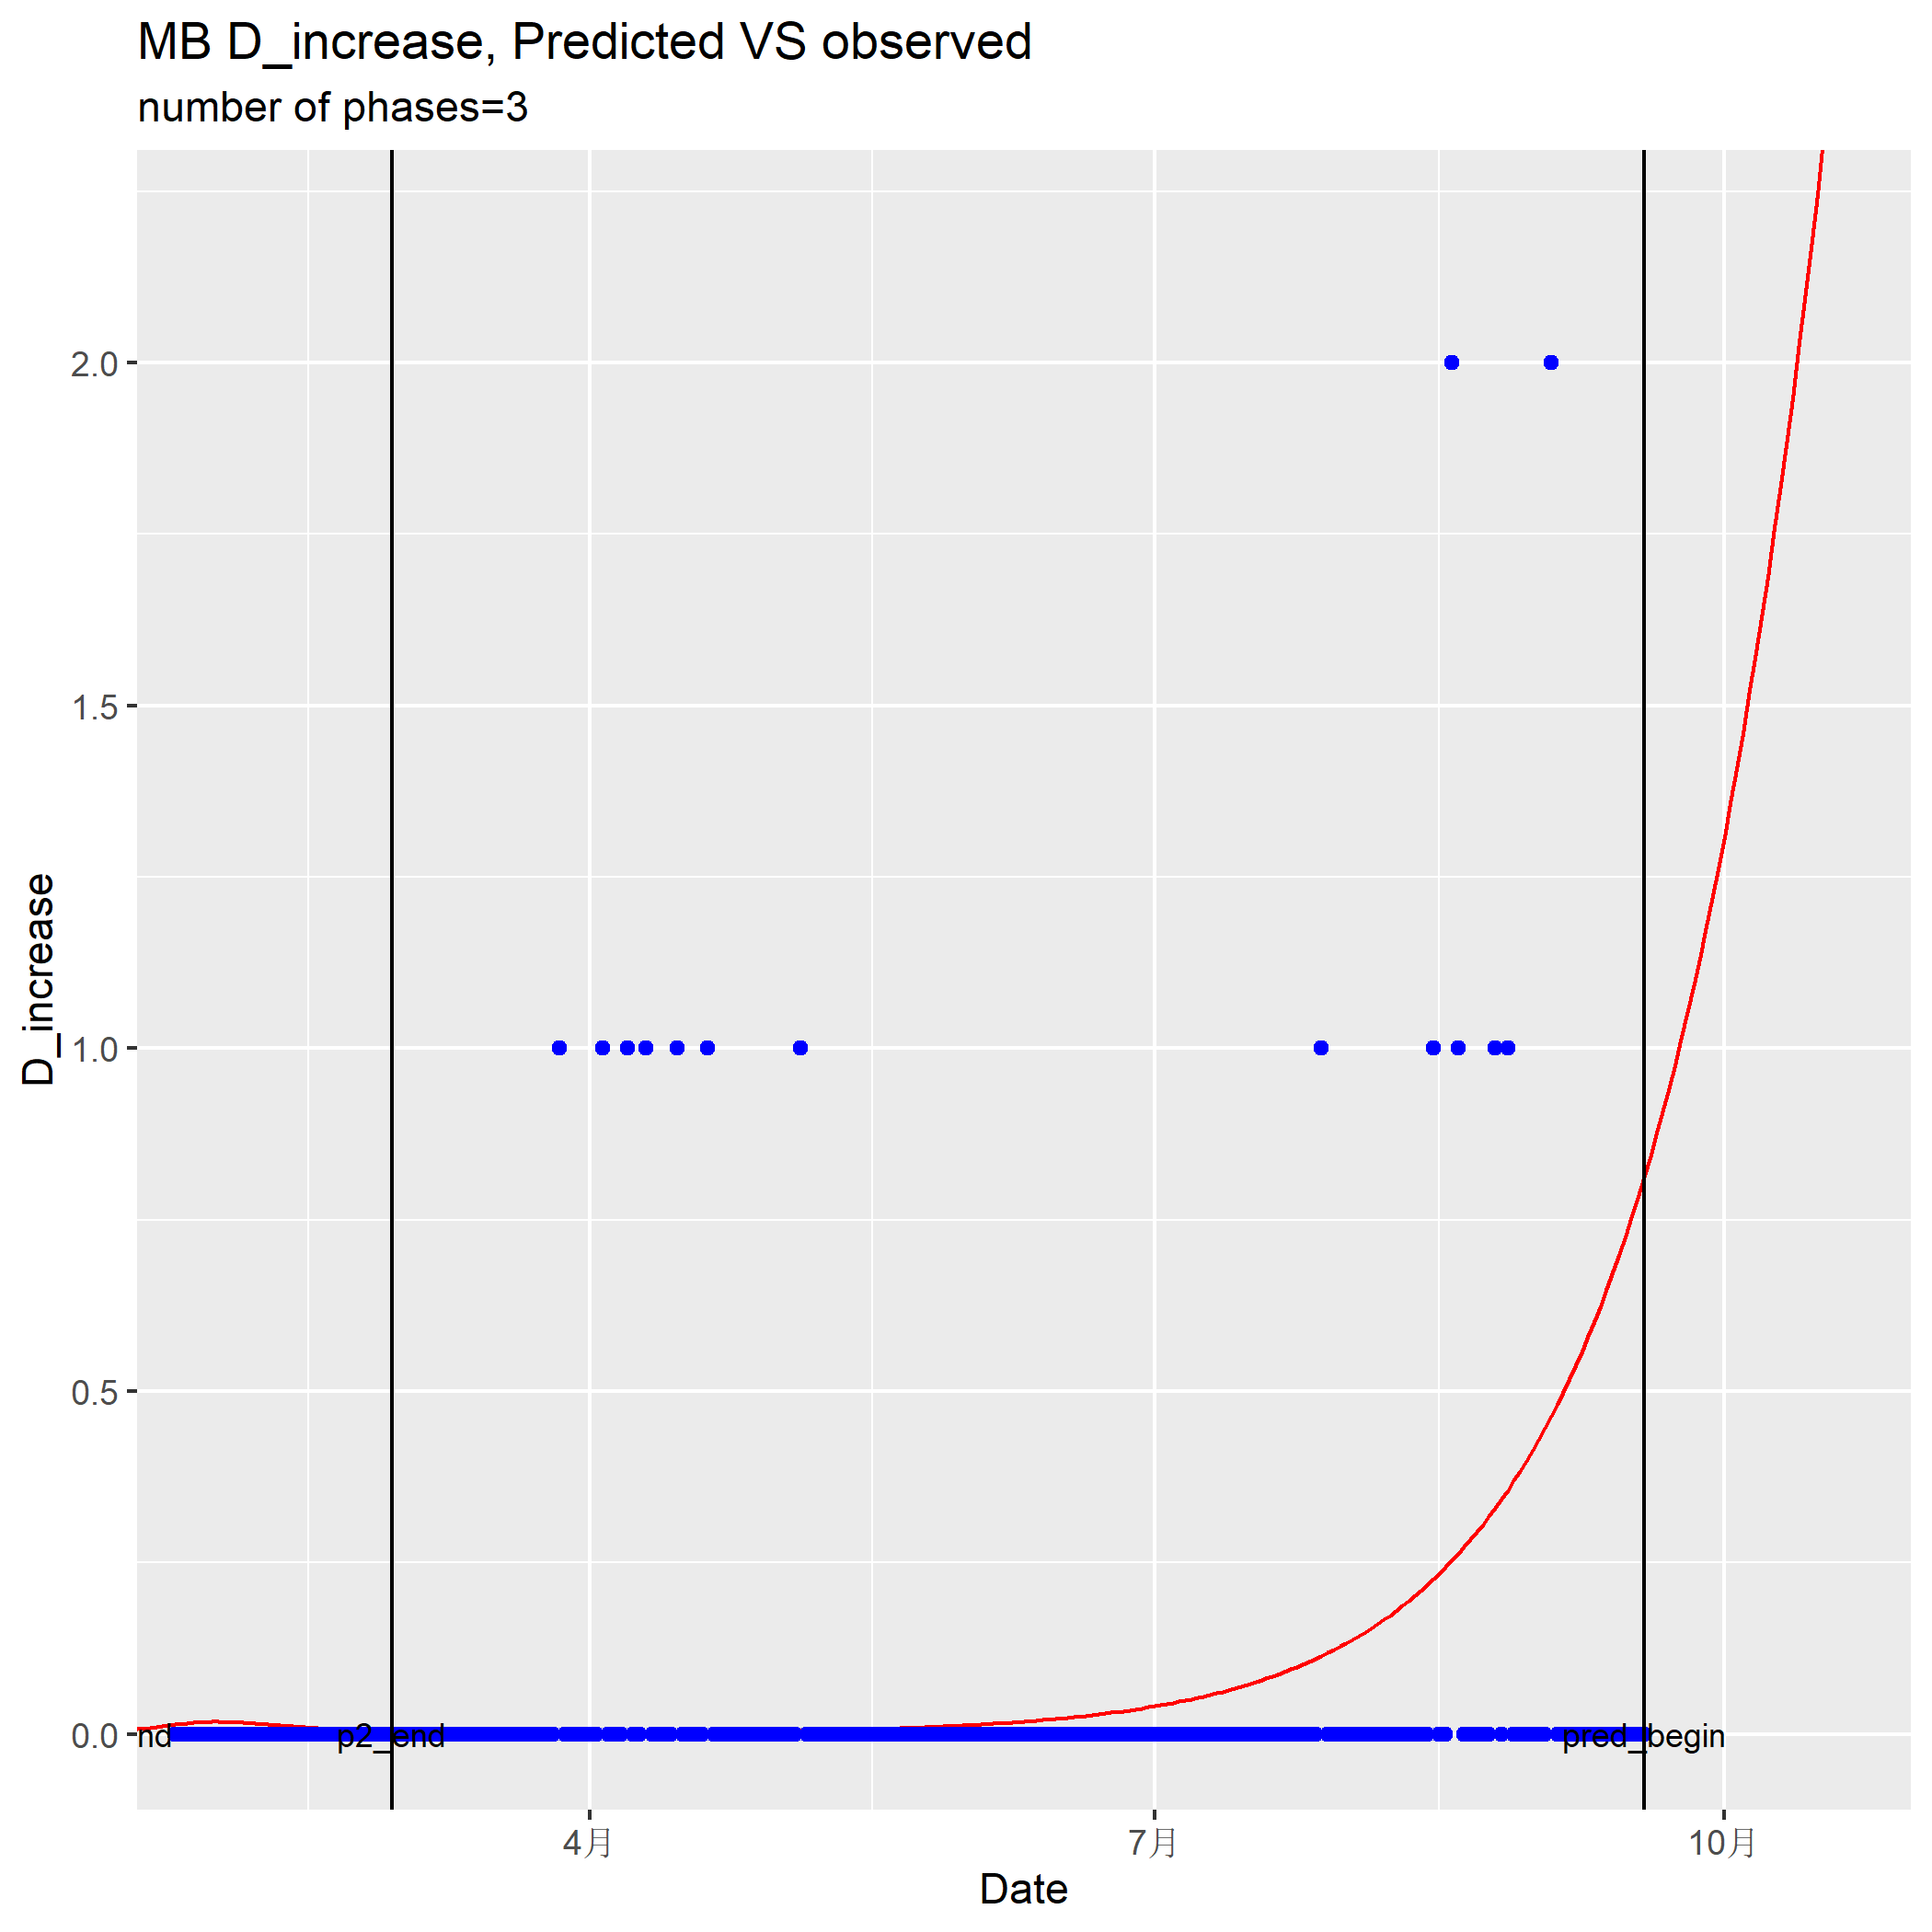 MB D_increase, Predicted VS observed
number of phases=3
D_increase
2.0
1.5
1.0
0.5
0.0
nd
p2_end
pred_begin
4月
7月
10月
Date